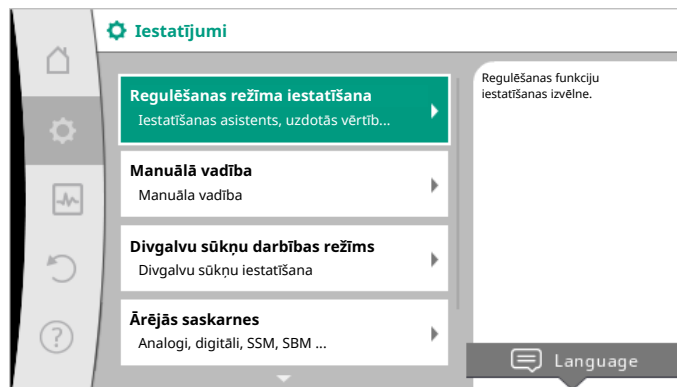 Iestatījumi
Regulēšanas režīma iestatīšana
Iestatīšanas asistents, uzdotās vērtīb...
Manuālā vadība
Manuāla vadība
Divgalvu sūkņu darbības režīms
Divgalvu sūkņu iestatīšana
Ārējās saskarnes
Analogi, digitāli, SSM, SBM ...
Regulēšanas funkciju
iestatīšanas izvēlne.
Language